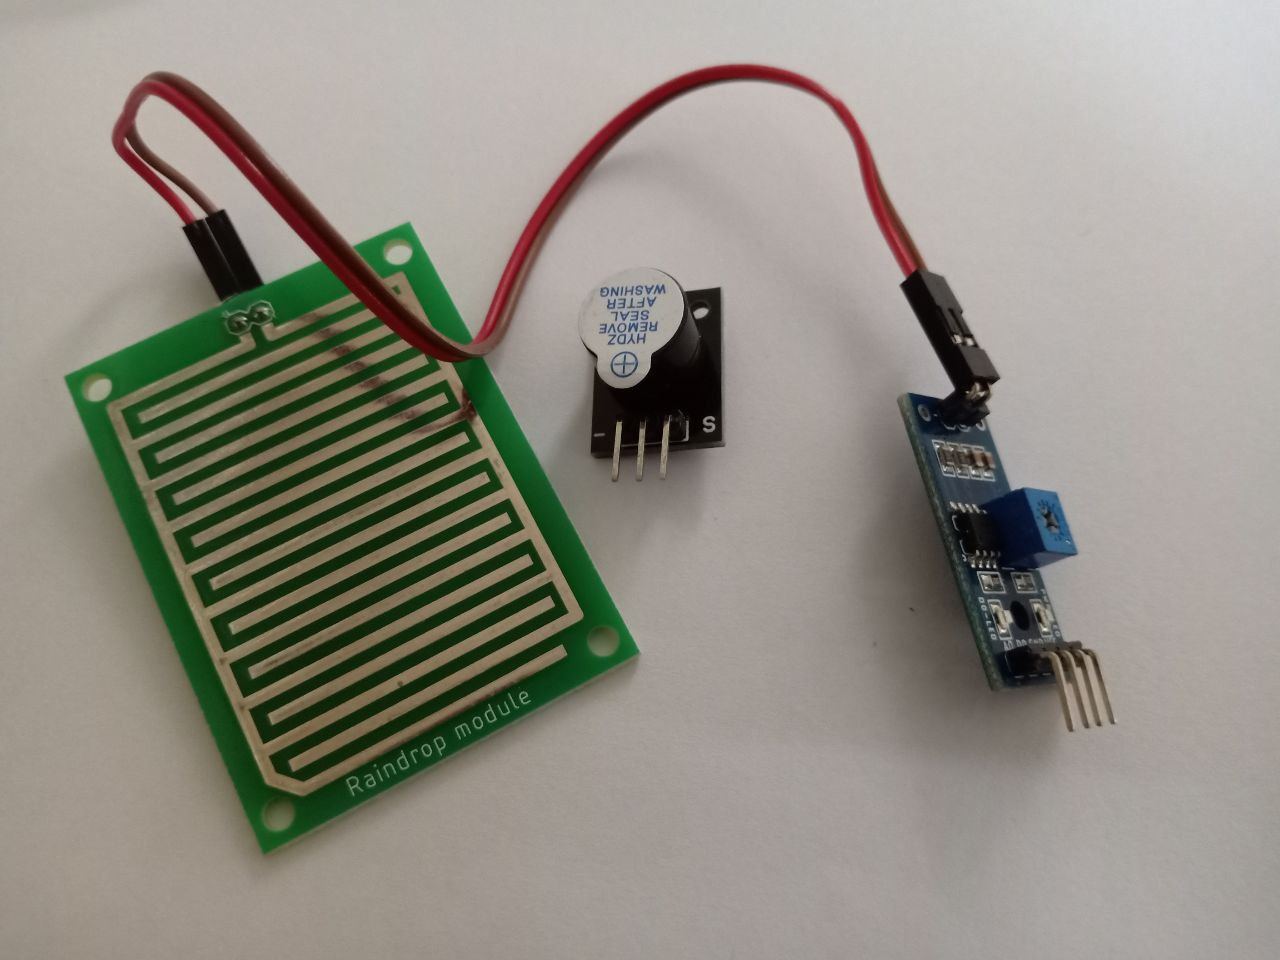 Raindrop module
HYDZ
REMOVE
SEAL
AFTER
WASHING
-
S